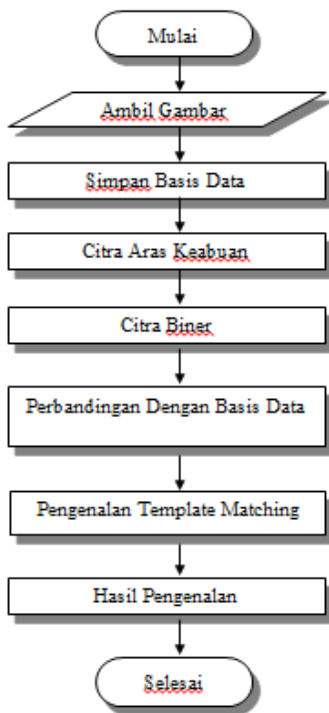 Mulai
Ambil Gambar
Simpan Basis Data
Citra Aras Keabuan
Citra Biner
Perbandingan Dengan Basis Data
Pengenalan Template Matching
Hasil Pengenalan
Selesai